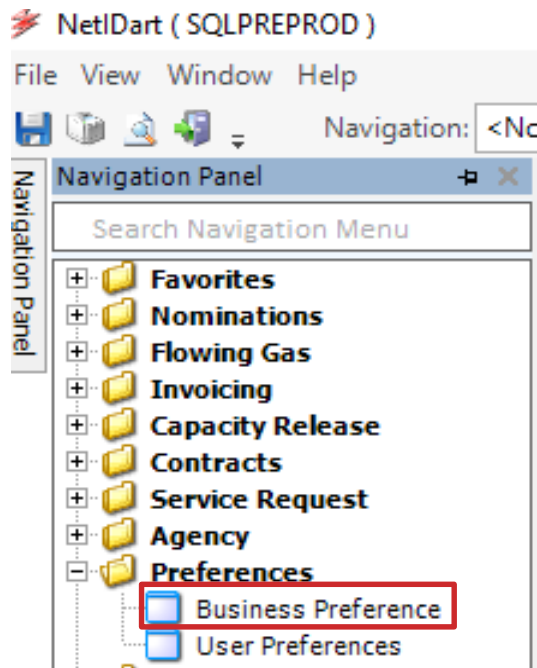 NetIDart ( SQLPREPROD )
File View Window Help
Navigation: <No
Navigation Panel
Navigation Panel
Search Navigation Menu
Favorites
Nominations
Flowing Gas
Invoicing
Capacity Release
Contracts
Service Request
Agency
Preferences
Business Preference
User Preferences